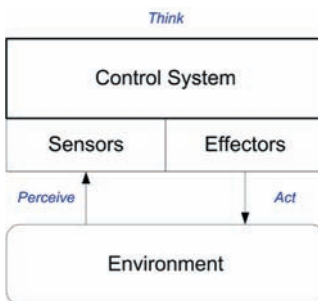 Think
Control System
Sensors Effectors
Perceive Act
Environment